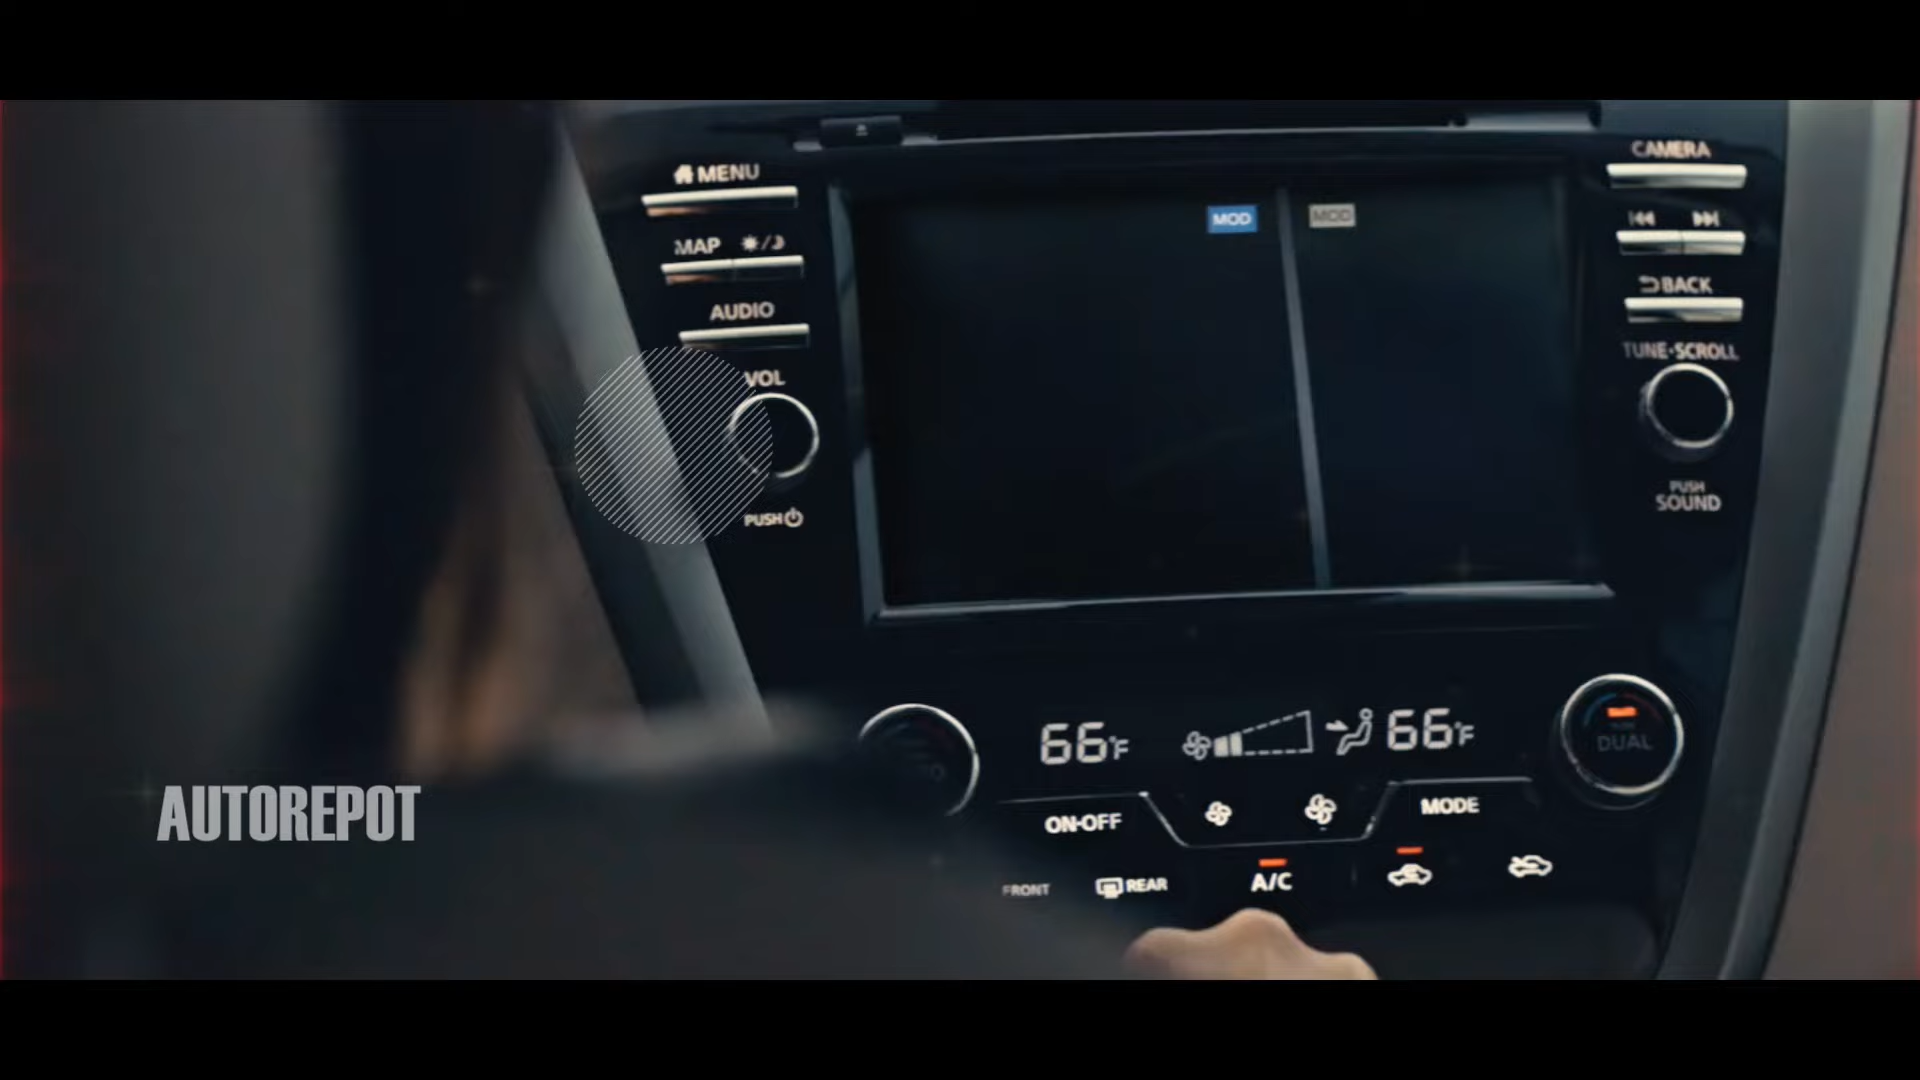 MENU
CAMERA
MAP
MOD
MOD
BACK
AUDIO
TUNE·SCROLL
VOL
PUSH
SOUND
PUSH
66°F
66°F
DUAL
AUTOREPOT
ON·OFF
MODE
FRONT
REAR
A/C